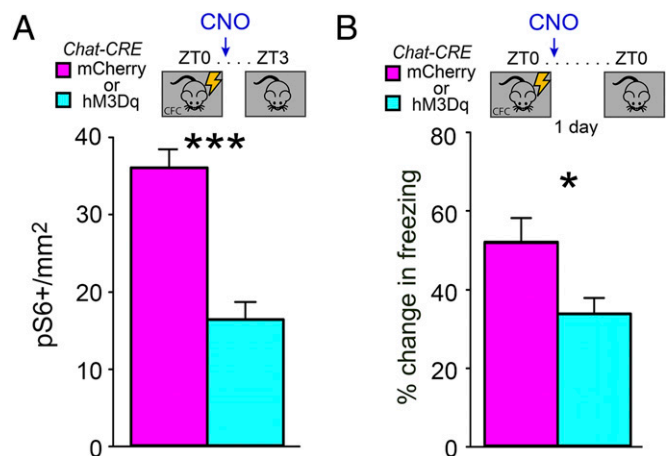 A
CNO
Chat-CRE
mCherry
or
hM3Dq
ZT0 . . . . ZT3
CFC
***
40
30
20
10
0
pS6+/mm²
B
CNO
Chat-CRE
mCherry
or
hM3Dq
ZT0 . . . . . . . . . ZT0
CFC
1 day
*
80
60
40
20
0
% change in freezing